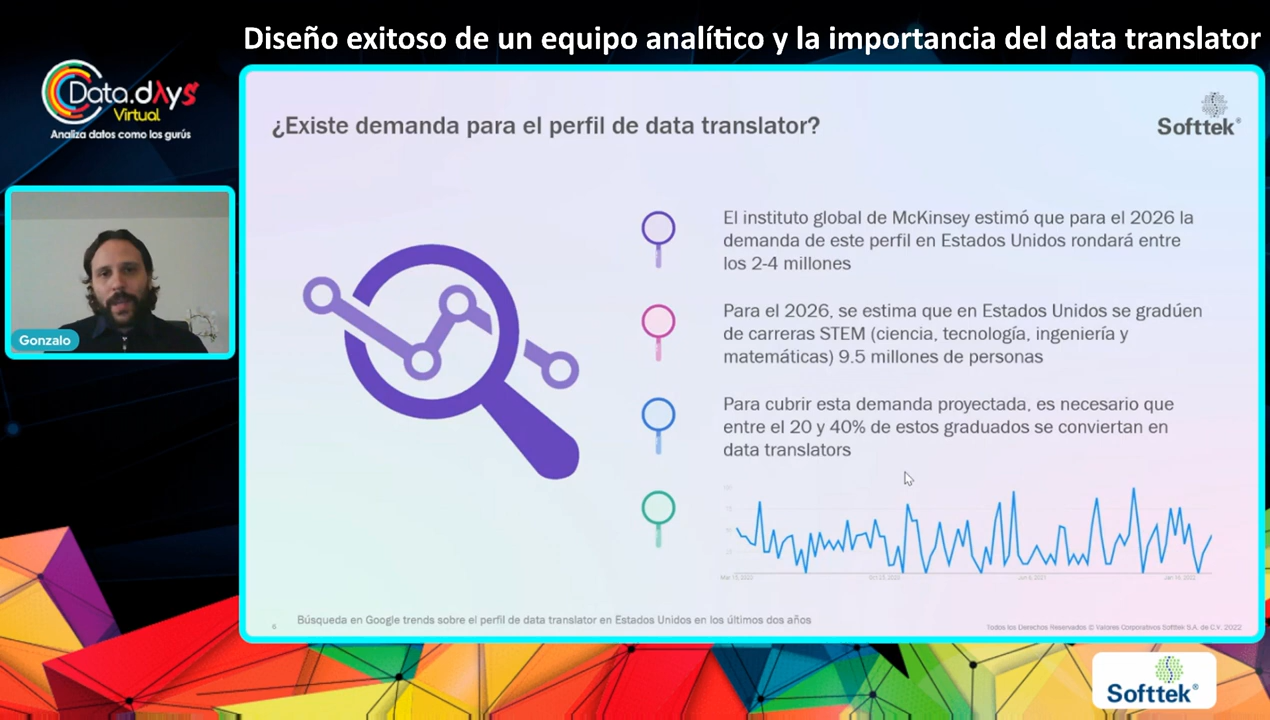 Diseño exitoso de un equipo analítico y la importancia del data translator
Data.dAys
Virtual
Analiza datos como los gurús
¿Existe demanda para el perfil de data translator?
Softtek®
Gonzalo
El instituto global de McKinsey estimó que para el 2026 la
demanda de este perfil en Estados Unidos rondará entre
los 2-4 millones
Para el 2026, se estima que en Estados Unidos se gradúen
de carreras STEM (ciencia, tecnología, ingeniería y
matemáticas) 9.5 millones de personas
Para cubrir esta demanda proyectada, es necesario que
entre el 20 y 40% de estos graduados se conviertan en
data translators
6
Búsqueda en Google trends sobre el perfil de data translator en Estados Unidos en los últimos dos años
Todos los Derechos Reservados © Valores Corporativos Softtek S.A. de C.V. 2022
Softtek®